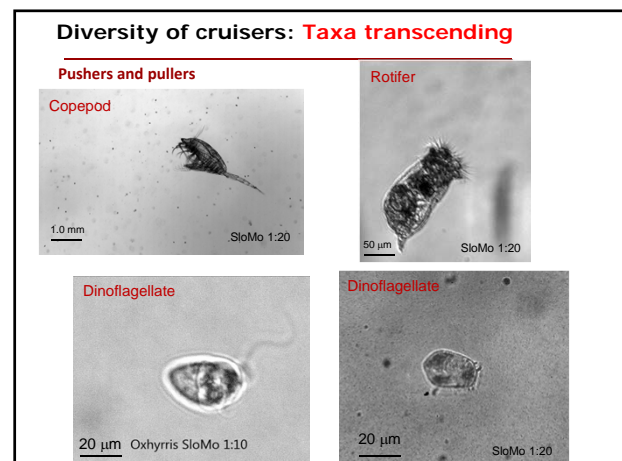 Diversity of cruisers: Taxa transcending
Pushers and pullers
Copepod
1.0 mm
SloMo 1:20
Rotifer
50 μm
SloMo 1:20
Dinoflagellate
20 μm
Oxhyrris SloMo 1:10
Dinoflagellate
20 μm
SloMo 1:20